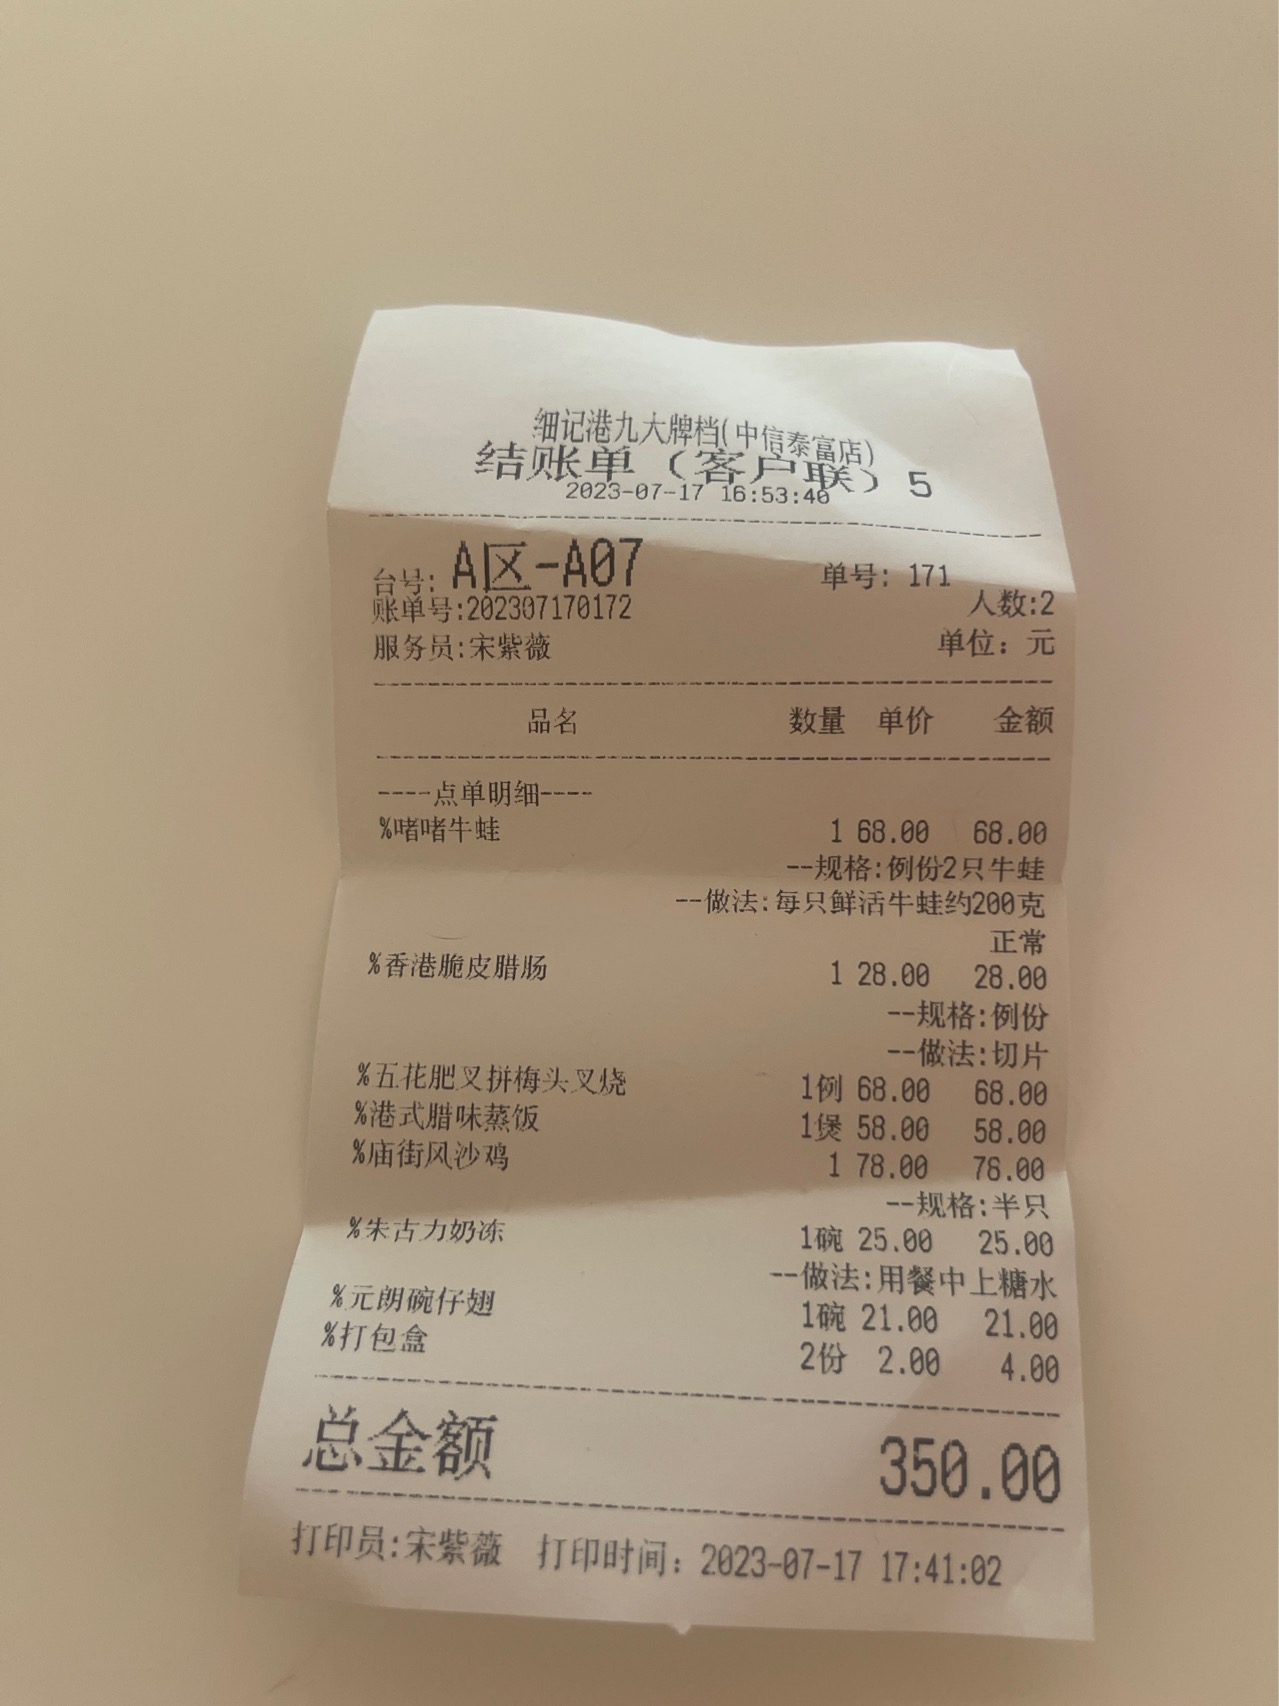 细记港九大牌档(中信泰富店)
结账单（客户联）5
2023-07-17 16:53:40
台号: A区-A07 单号: 171
账单号:202307170172 人数:2
服务员:宋紫薇 单位: 元
品名 数量 单价 金额
----点单明细----
%啫啫牛蛙 1 68.00 68.00
--规格:例份2只牛蛙
--做法:每只鲜活牛蛙约200克
正常
%香港脆皮腊肠 1 28.00 28.00
--规格:例份
--做法:切片
%五花肥叉拼梅头叉烧 1例 68.00 68.00
%港式腊味蒸饭 1煲 58.00 58.00
%庙街风沙鸡 1 78.00 78.00
--规格:半只
%朱古力奶冻 1碗 25.00 25.00
--做法:用餐中上糖水
%元朗碗仔翅 1碗 21.00 21.00
%打包盒 2份 2.00 4.00
总金额 350.00
打印员:宋紫薇 打印时间: 2023-07-17 17:41:02